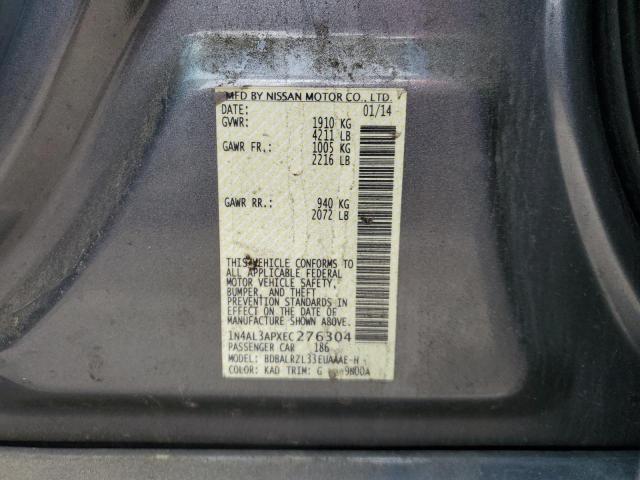 MFD BY NISSAN MOTOR CO., LTD.
DATE: 01/14
GVWR: 1910 KG
4211 LB
GAWR FR: 1005 KG
2216 LB
GAWR RR: 940 KG
2072 LB
THIS VEHICLE CONFORMS TO
ALL APPLICABLE FEDERAL
MOTOR VEHICLE SAFETY,
BUMPER, AND THEFT
PREVENTION STANDARDS IN
EFFECT ON THE DATE OF
MANUFACTURE SHOWN ABOVE.
1N4AL3APXEC276304
PASSENGER CAR 186
MODEL: BDBALRZL33EUAAAE-N
COLOR: KAD TRIM: G